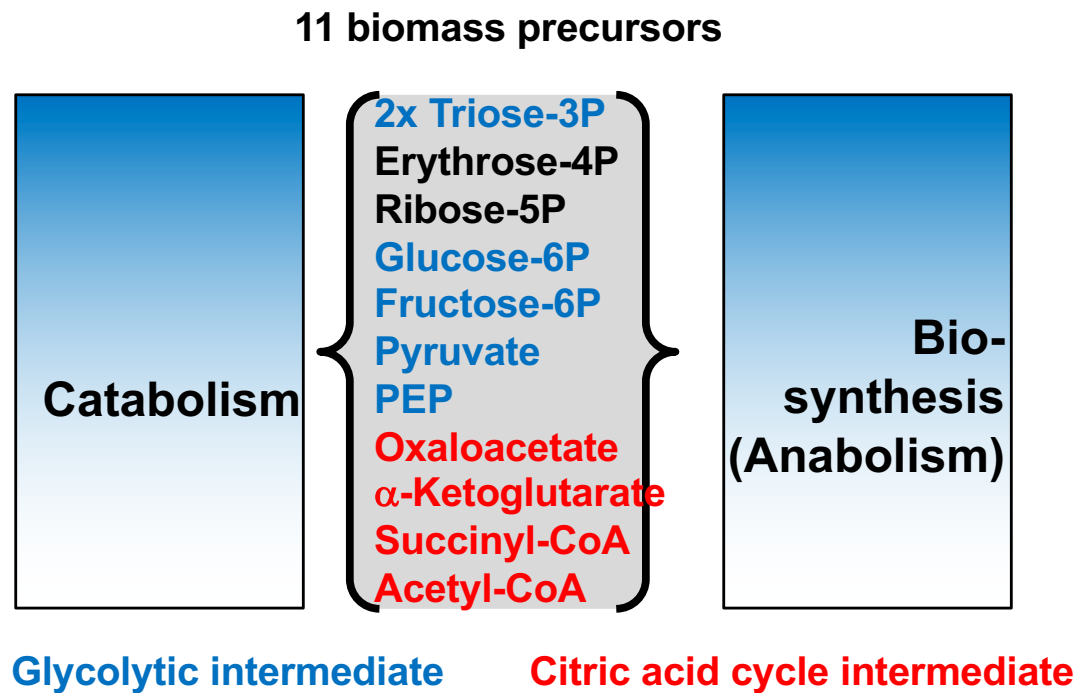 11 biomass precursors
Catabolism
2x Triose-3P
Erythrose-4P
Ribose-5P
Glucose-6P
Fructose-6P
Pyruvate
PEP
Oxaloacetate
α-Ketoglutarate
Succinyl-CoA
Acetyl-CoA
Bio-
synthesis
(Anabolism)
Glycolytic intermediate
Citric acid cycle intermediate